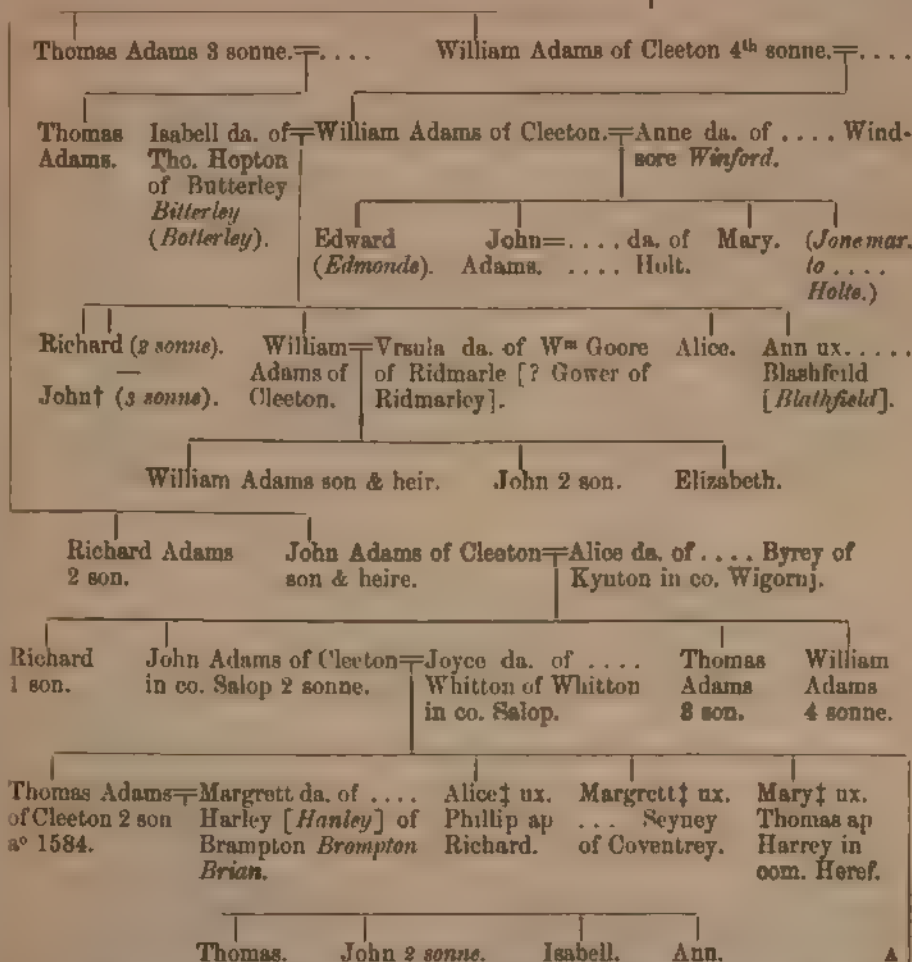 Thomas Adams 3 sonne.=.... William Adams of Cleeton 4th sonne.=....
Thomas Adams.
Isabell da. of
Tho. Hopton
of Butterley
Bitterley
(Botterley).
=William Adams of Cleeton.=
Anne da. of .... Wind-
sore Winford.
Edward
(Edmonde).
John=.... da. of
Adams. .... Holt.
Mary.
(Jone mar.
to ....
Holte.)
Richard (2 sonne).
—
John† (3 sonne).
William=
Adams of
Cleeton.
Vrsula da. of Wm Goore
of Ridmarle [? Gower of
Ridmarley].
Alice.
Ann ux.....
Blashfeild
[Blathfield].
William Adams son & heir. John 2 son. Elizabeth.
Richard Adams
2 son.
John Adams of Cleeton=
son & heire.
Alice da. of .... Byrey of
Kynton in co. Wigornj.
Richard
1 son.
John Adams of Cleeton=
in co. Salop 2 sonne.
Joyce da. of ....
Whitton of Whitton
in co. Salop.
Thomas
Adams
3 son.
William
Adams
4 sonne.
Thomas Adams=
of Cleeton 2 son
ao 1584.
Margrett da. of ....
Harley [Hanley] of
Brampton Brompton
Brian.
Alice‡ ux.
Phillip ap
Richard.
Margrett‡ ux.
... Seyney
of Coventrey.
Mary‡ ux.
Thomas ap
Harrey in
com. Heref.
Thomas. John 2 sonne. Isabell. Ann. A